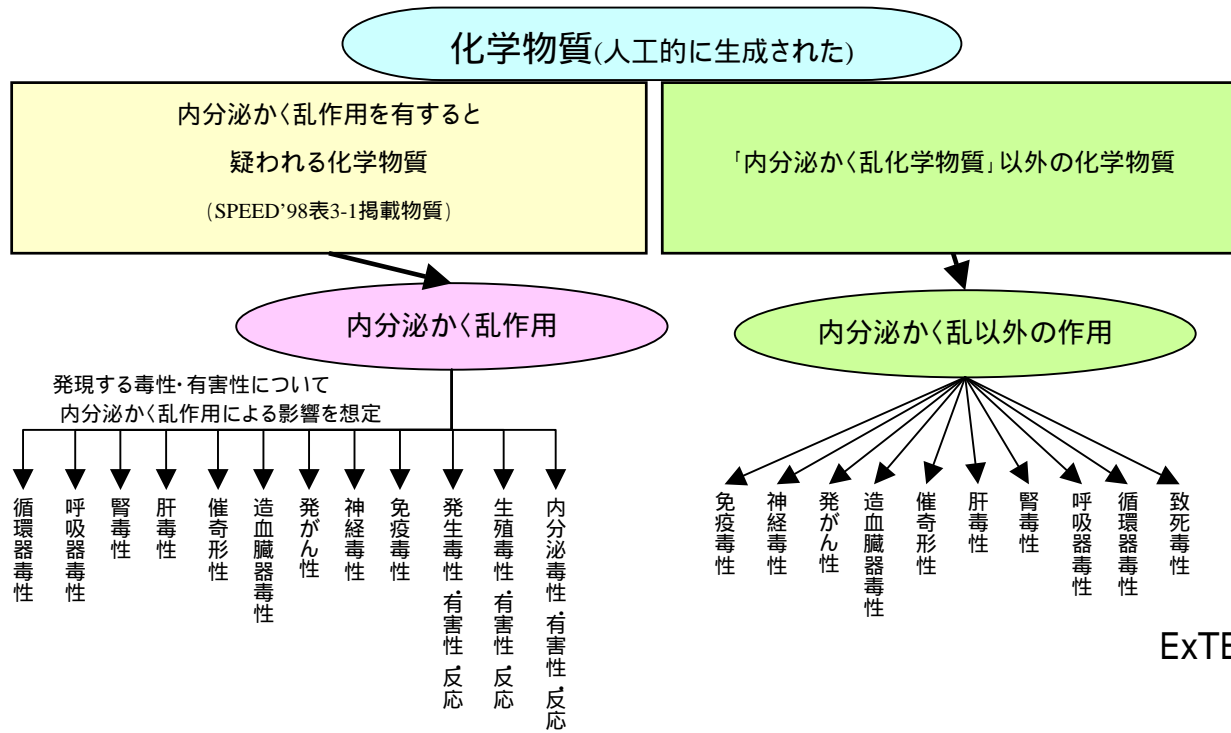 化学物質(人工的に生成された)
内分泌かく乱作用を有すると
疑われる化学物質
(SPEED'98表3-1掲載物質)
「内分泌かく乱化学物質」以外の化学物質
内分泌かく乱作用
内分泌かく乱以外の作用
発現する毒性・有害性について
内分泌かく乱作用による影響を想定
循環器毒性
呼吸器毒性
腎毒性
肝毒性
催奇形性
造血臓器毒性
発がん性
神経毒性
免疫毒性
発生毒性・有害性・反応
生殖毒性・有害性・反応
内分泌毒性・有害性・反応
免疫毒性
神経毒性
発がん性
造血臓器毒性
催奇形性
肝毒性
腎毒性
呼吸器毒性
循環器毒性
致死毒性